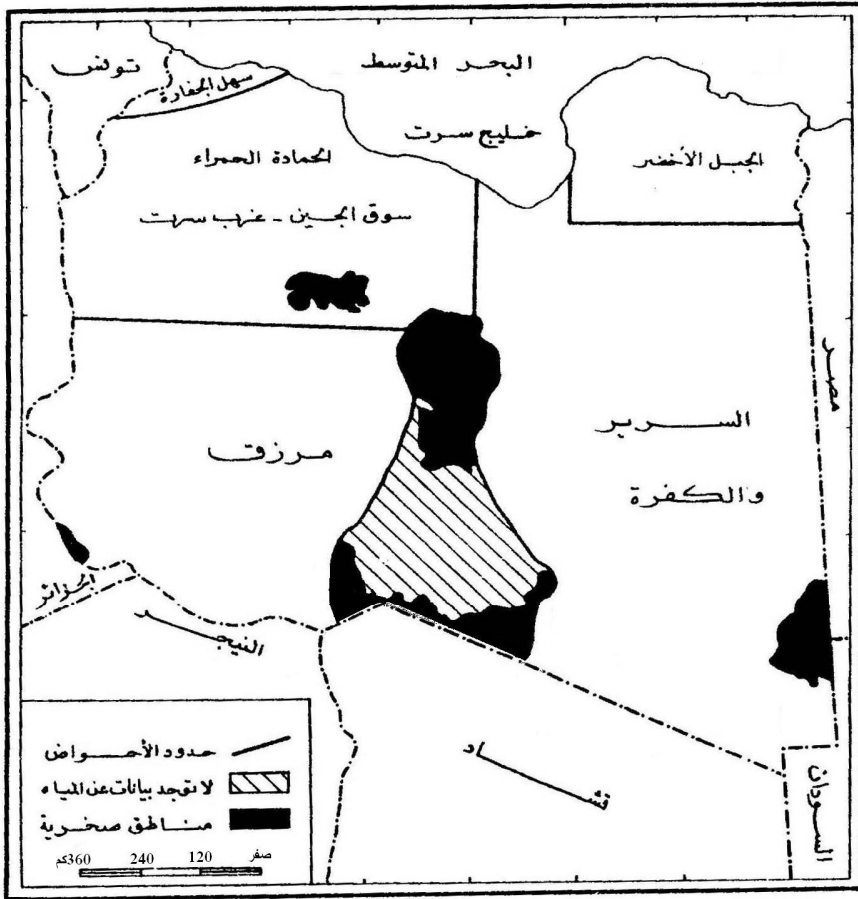 البحر المتوسط
تونس
سهل الجفارة
خليج سرت
الجبل الأخضر
الحمادة الحمراء
سوق الجين - غرب سرت
مصر
السرير
والكفرة
مرزق
الجزائر
النيجر
تشاد
السودان
حدود الأحواض
لا توجد بيانات عن المياه
مناطق صخرية
صفر 120 240 360كم